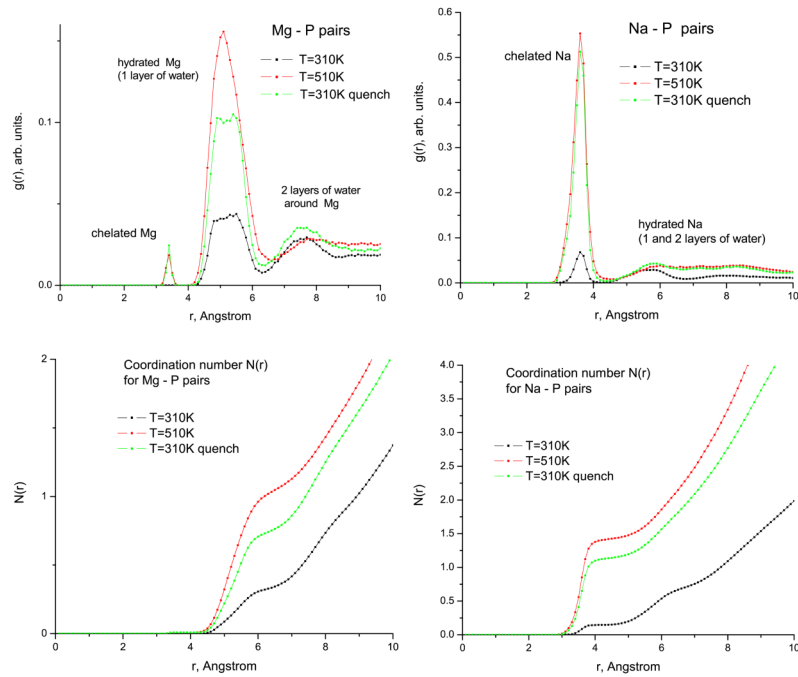 Mg - P pairs
hydrated Mg
(1 layer of water)
T=310K
T=510K
T=310K quench
2 layers of water
around Mg
chelated Mg
g(r), arb. units.
0.1
0.0
0 2 4 6 8 10
r, Angstrom
Na - P pairs
chelated Na
T=310K
T=510K
T=310K quench
hydrated Na
(1 and 2 layers of water)
g(r), arb. units.
0.6
0.5
0.4
0.3
0.2
0.1
0.0
0 2 4 6 8 10
r, Angstrom
Coordination number N(r)
for Mg - P pairs
T=310K
T=510K
T=310K quench
N(r)
2
1
0
0 2 4 6 8 10
r, Angstrom
Coordination number N(r)
for Na - P pairs
T=310K
T=510K
T=310K quench
N(r)
4.0
3.5
3.0
2.5
2.0
1.5
1.0
0.5
0.0
0 2 4 6 8 10
r, Angstrom